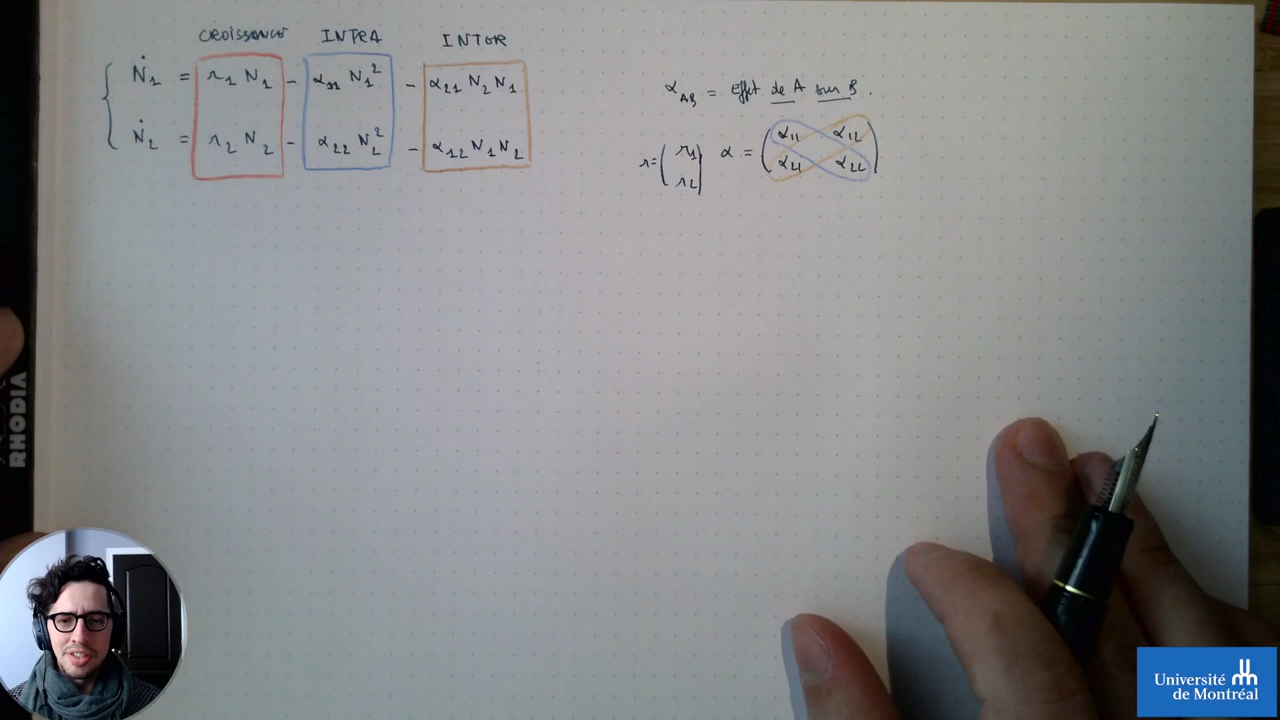 CROISSANCE INTRA INTER
Ṅ₁ = r₁ N₁ - α₁₁ N₁² - α₂₁ N₂ N₁
Ṅ₂ = r₂ N₂ - α₂₂ N₂² - α₁₂ N₁ N₂
α_AB = effet de A sur B.
r = (r₁ r₂) α = (α₁₁ α₁₂
α₂₁ α₂₂)
RHODIA
Université
de Montréal